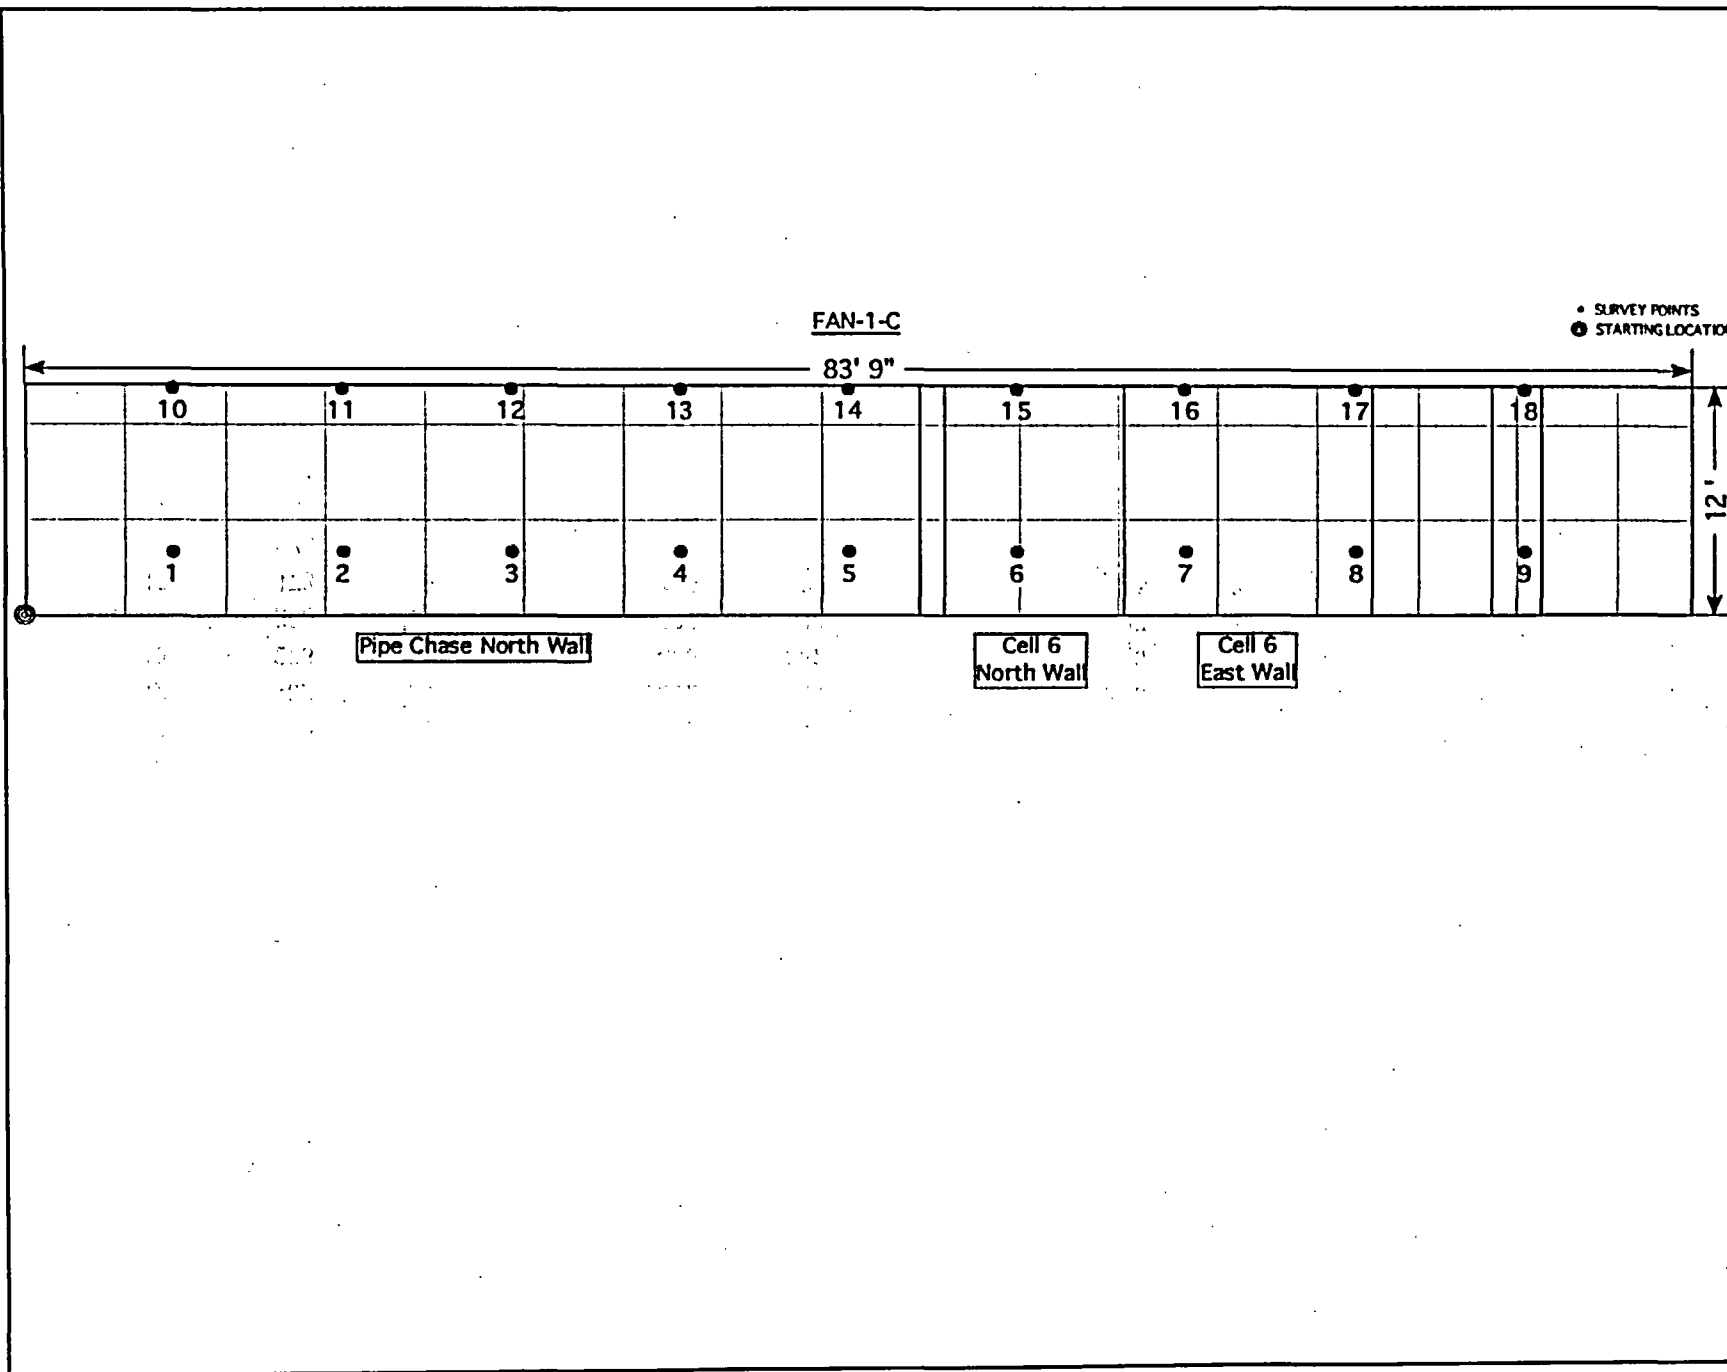 FAN-1-C
• SURVEY POINTS
STARTING LOCATIO
83' 9"
10 11 12 13 14 15 16 17 18
12'
1 2 3 4 5 6 7 8 9
Pipe Chase North Wall
Cell 6
North Wall
Cell 6
East Wall